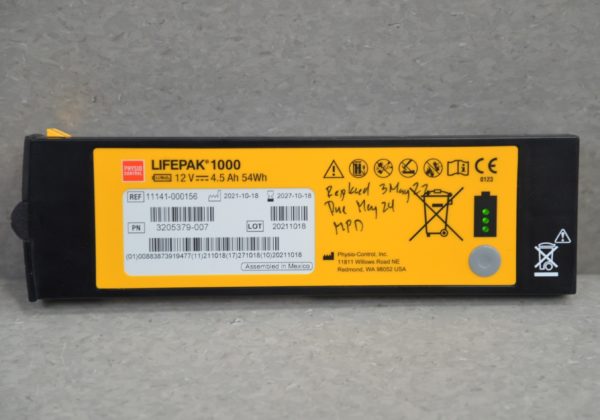 PHYSIO CONTROL
LIFEPAK® 1000
12 V 4.5 Ah 54Wh
REF 11141-000156 2021-10-18 2027-10-18
PN 3205379-007 LOT 20211018
(01)00883873919477(11)211018(17)271018(10)20211018
Assembled in Mexico
CE
0123
Replaced 3 May 22
Due May 24
MPD
Physio-Control, Inc.
11811 Willows Road NE
Redmond, WA 98052 USA